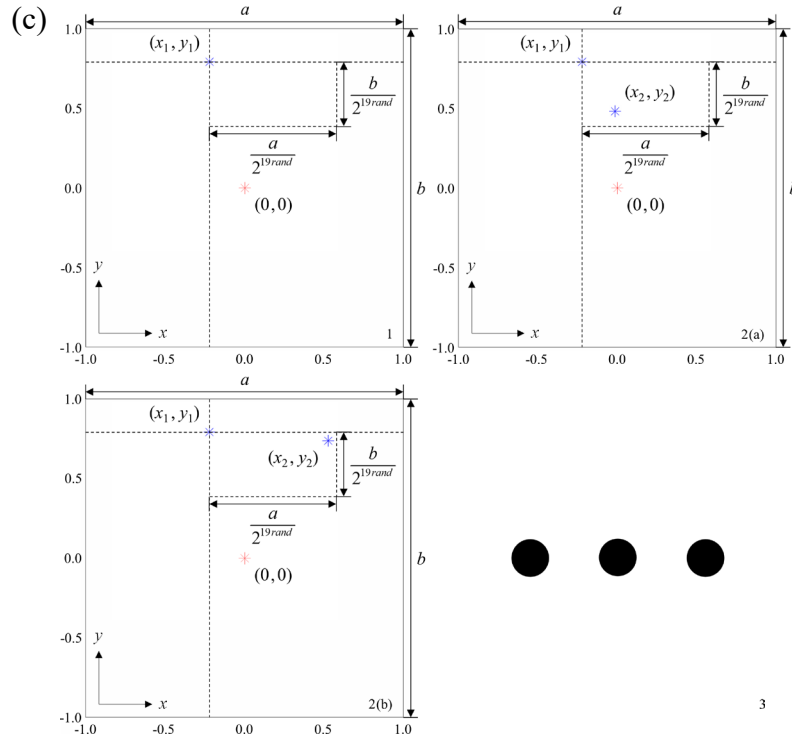 (c)
a
1.0
(x₁, y₁)
b
2^{19rand}
0.5
a
2^{19rand}
0.0
(0,0)
b
-0.5
y
x
1
-1.0
-1.0 -0.5 0.0 0.5 1.0
a
1.0
(x₁, y₁)
(x₂, y₂)
b
2^{19rand}
0.5
a
2^{19rand}
0.0
(0,0)
b
-0.5
y
x
2(a)
-1.0
-1.0 -0.5 0.0 0.5 1.0
a
1.0
(x₁, y₁)
(x₂, y₂)
b
2^{19rand}
0.5
a
2^{19rand}
0.0
(0,0)
b
-0.5
y
x
2(b)
-1.0
-1.0 -0.5 0.0 0.5 1.0
3